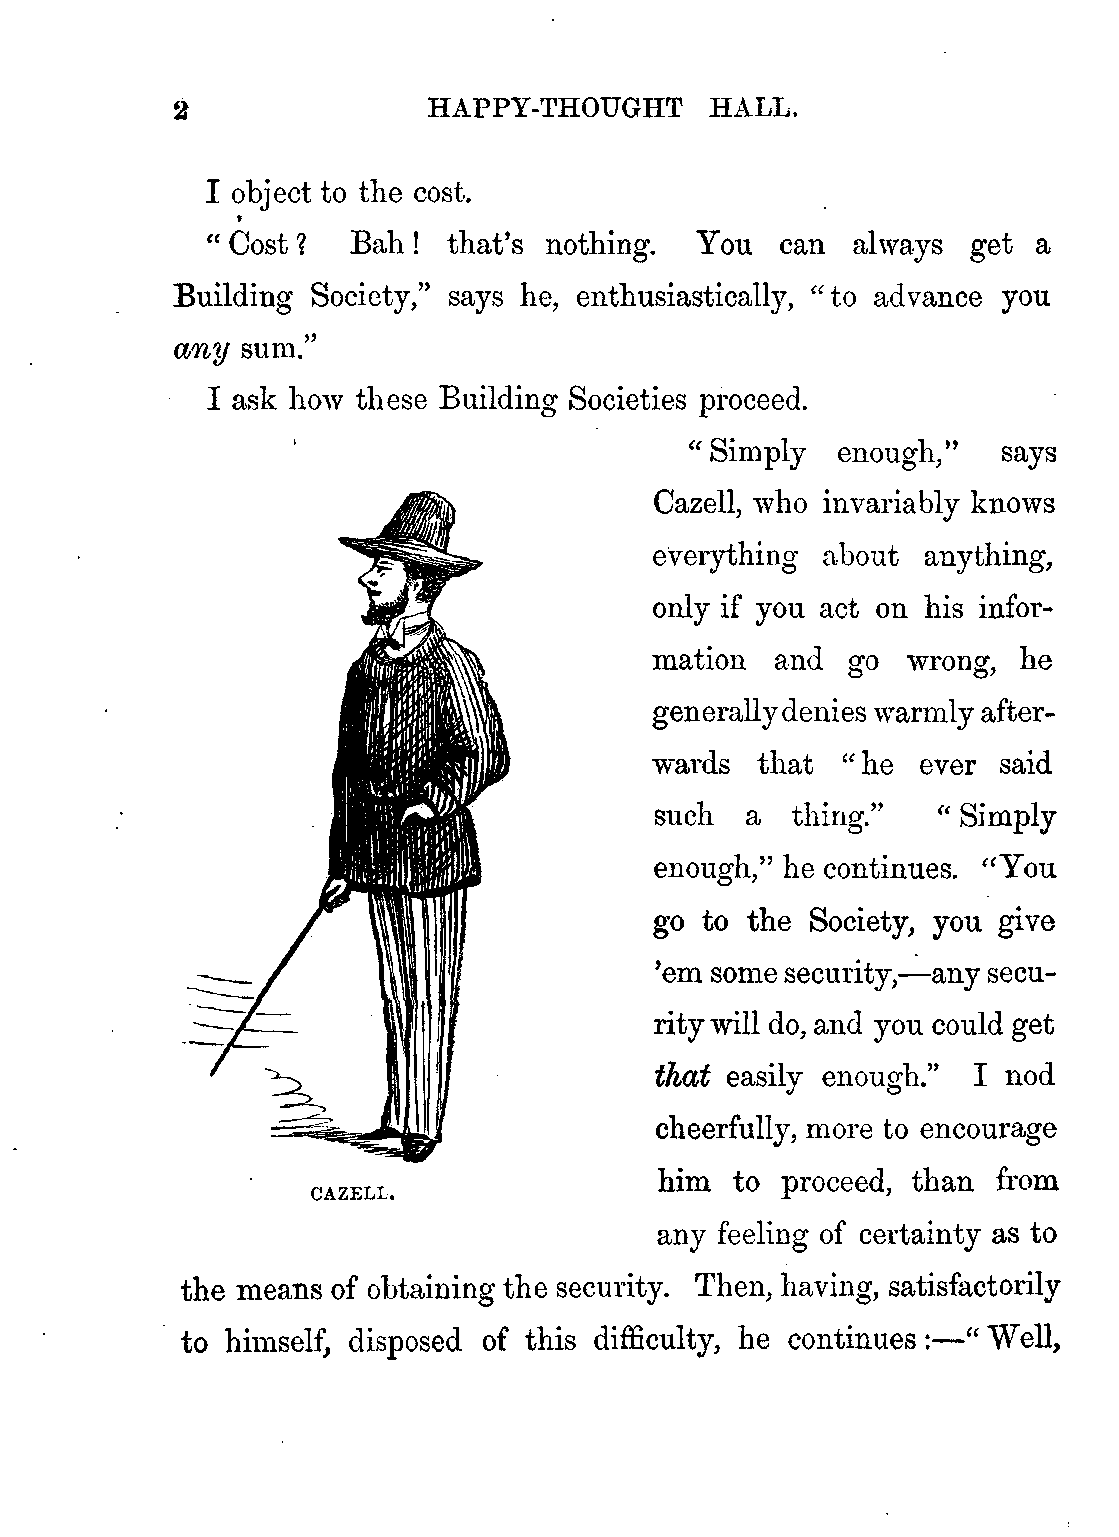 2 HAPPY-THOUGHT HALL.
I object to the cost.
“Cost? Bah! that’s nothing. You can always get a
Building Society,” says he, enthusiastically, “to advance you
any sum.”
I ask how these Building Societies proceed.
“Simply enough,” says
Cazell, who invariably knows
everything about anything,
only if you act on his infor-
mation and go wrong, he
generally denies warmly after-
wards that “he ever said
such a thing.” “Simply
enough,” he continues. “You
go to the Society, you give
’em some security,—any secu-
rity will do, and you could get
that easily enough.” I nod
cheerfully, more to encourage
him to proceed, than from
any feeling of certainty as to
CAZELL.
the means of obtaining the security. Then, having, satisfactorily
to himself, disposed of this difficulty, he continues:—“Well,